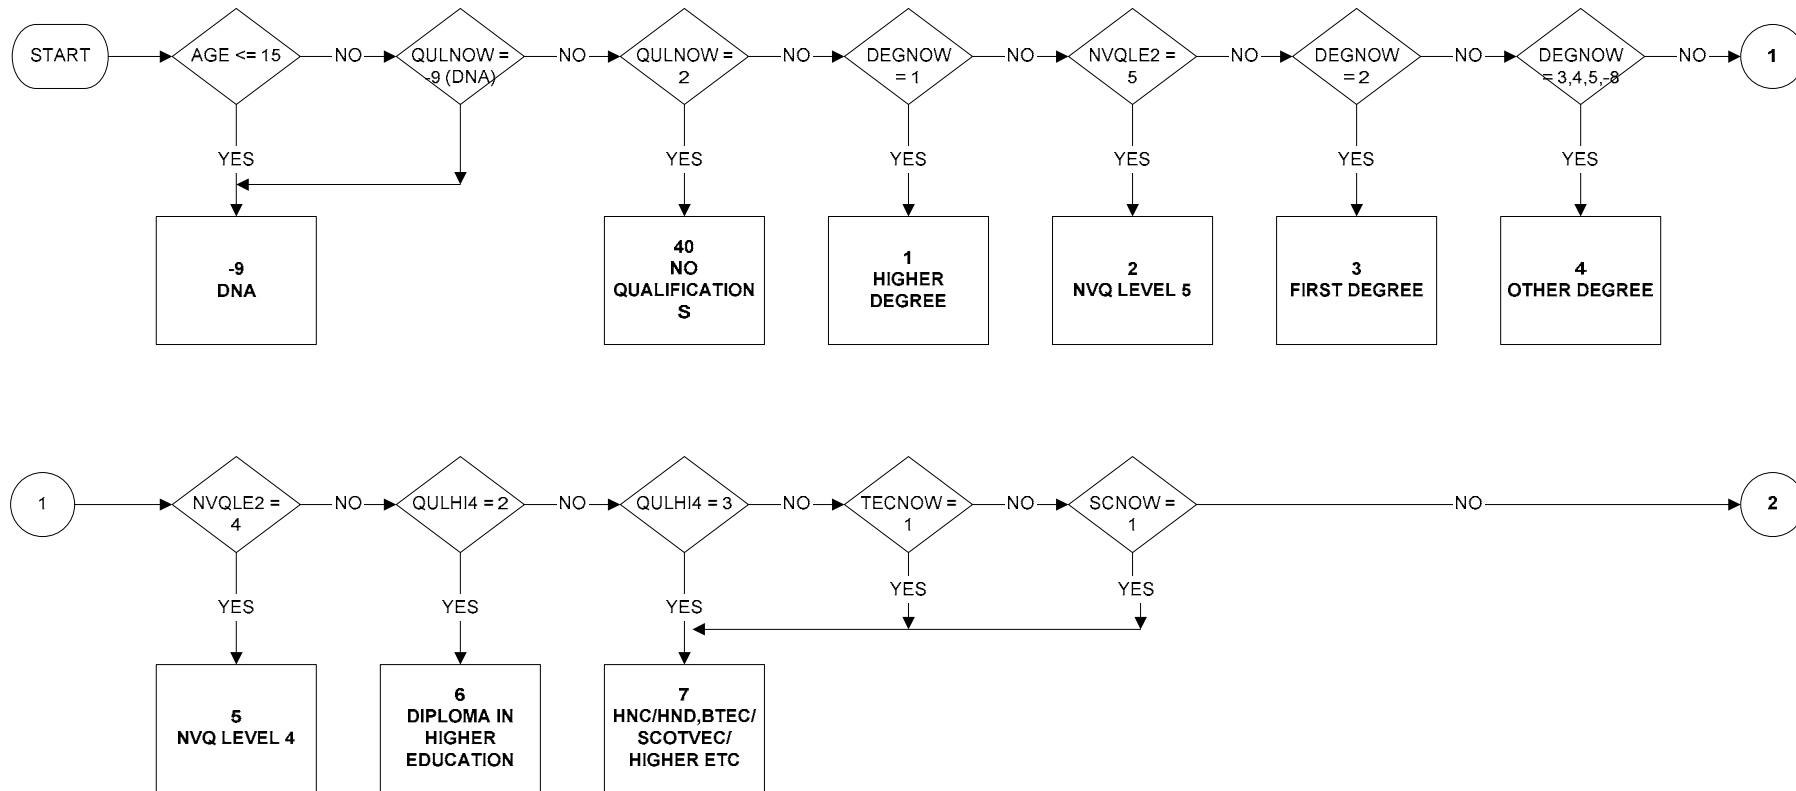 START
AGE <= 15
NO
QULNOW =
-9 (DNA)
NO
QULNOW =
2
NO
DEGNOW
= 1
NO
NVQLE2 =
5
NO
DEGNOW
= 2
NO
DEGNOW
= 3,4,5,-8
NO
1
YES
YES
YES
YES
YES
YES
-9
DNA
40
NO
QUALIFICATION
S
1
HIGHER
DEGREE
2
NVQ LEVEL 5
3
FIRST DEGREE
4
OTHER DEGREE
1
NVQLE2 =
4
NO
QULHI4 = 2
NO
QULHI4 = 3
NO
TECNOW =
1
NO
SCNOW =
1
NO
2
YES
YES
YES
YES
YES
5
NVQ LEVEL 4
6
DIPLOMA IN
HIGHER
EDUCATION
7
HNC/HND,BTEC/
SCOTVEC/
HIGHER ETC